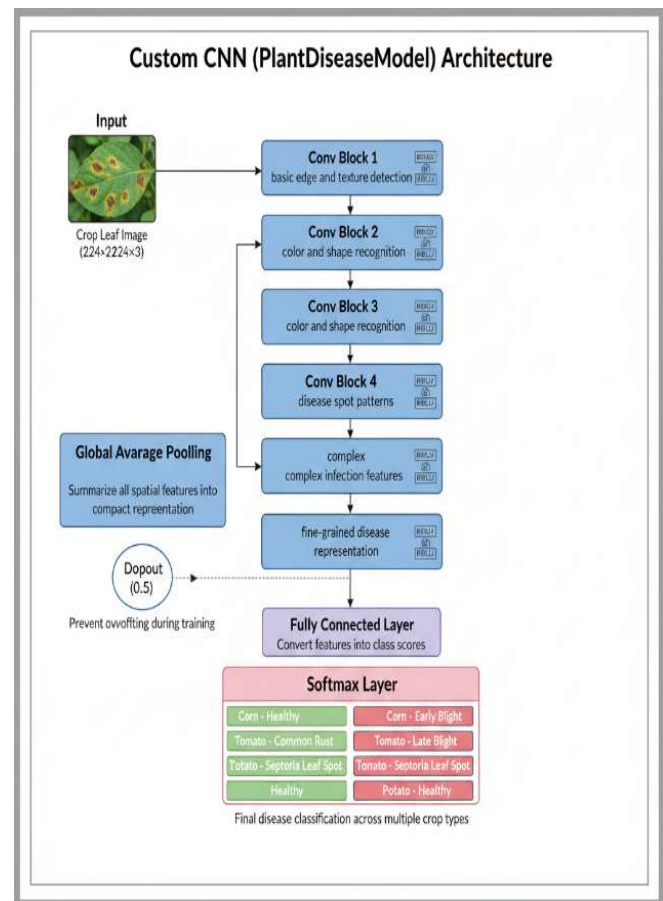 Custom CNN (PlantDiseaseModel) Architecture
Input
Crop Leaf Image
(224×2224×3)
Conv Block 1
basic edge and texture detection
Conv Block 2
color and shape recognition
Conv Block 3
color and shape recognition
Conv Block 4
disease spot patterns
Global Avarage Poolling
Summarize all spatial features into
compact repreentation
complex
complex infection features
fine-grained disease
representation
Dopout
(0.5)
Prevent ovvoffting during training
Fully Connected Layer
Convert features into class scores
Softmax Layer
Corn - Healthy
Corn - Early Blight
Tomato - Common Rust
Tomato - Late Blight
Totato - Septoria Leaf Spot
Tomato - Septoria Leaf Spot
Healthy
Potato - Healthy
Final disease classification across multiple crop types